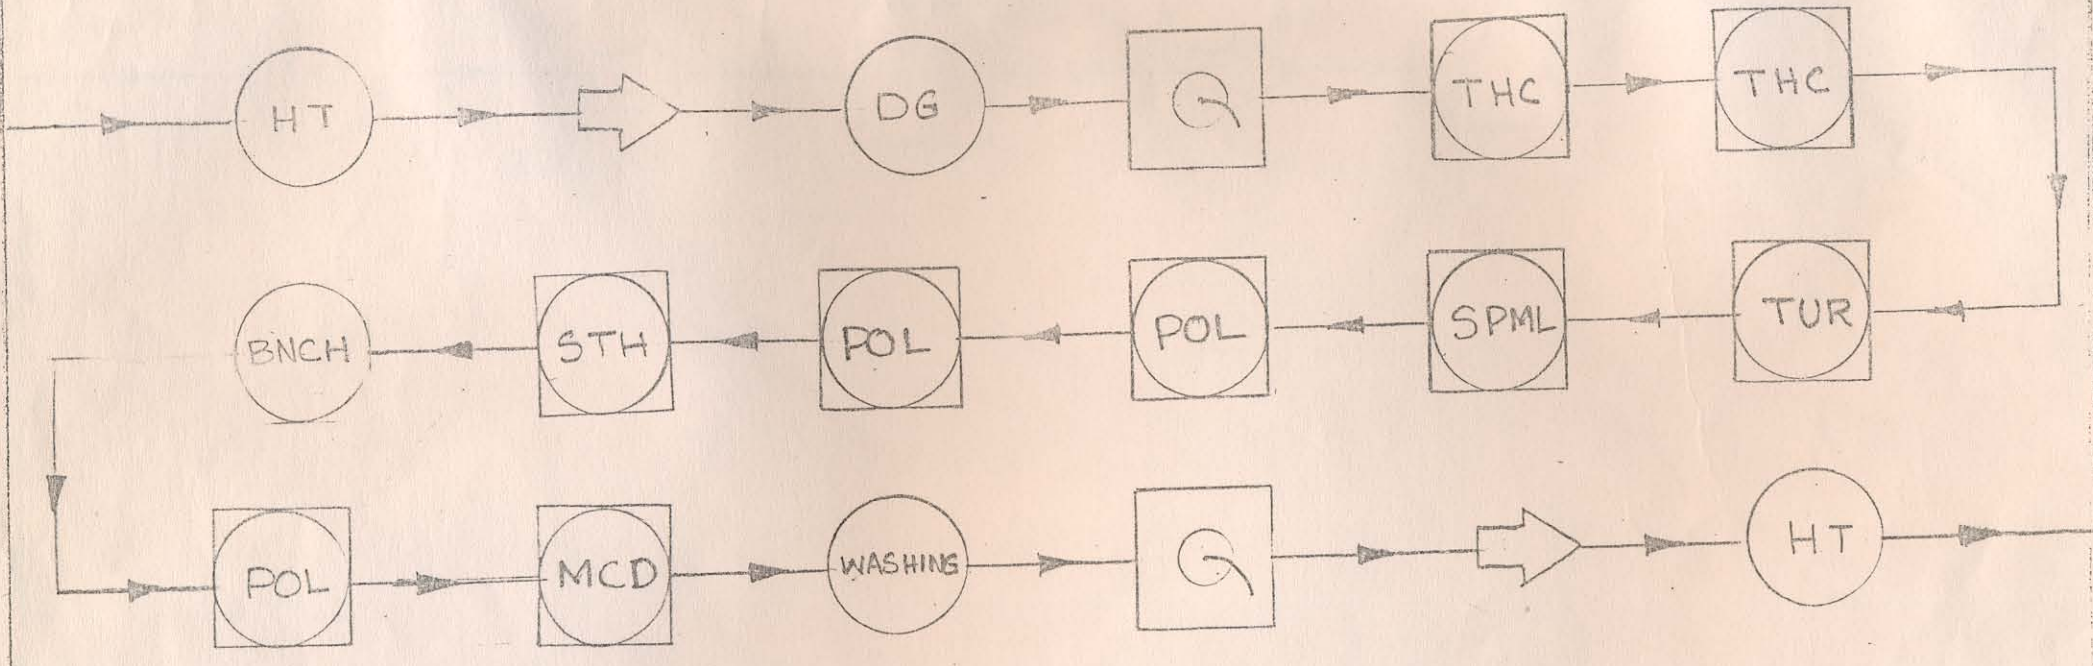 HT DG Q THC THC
BNCH STH POL POL SPML TUR
POL MCD WASHING Q HT